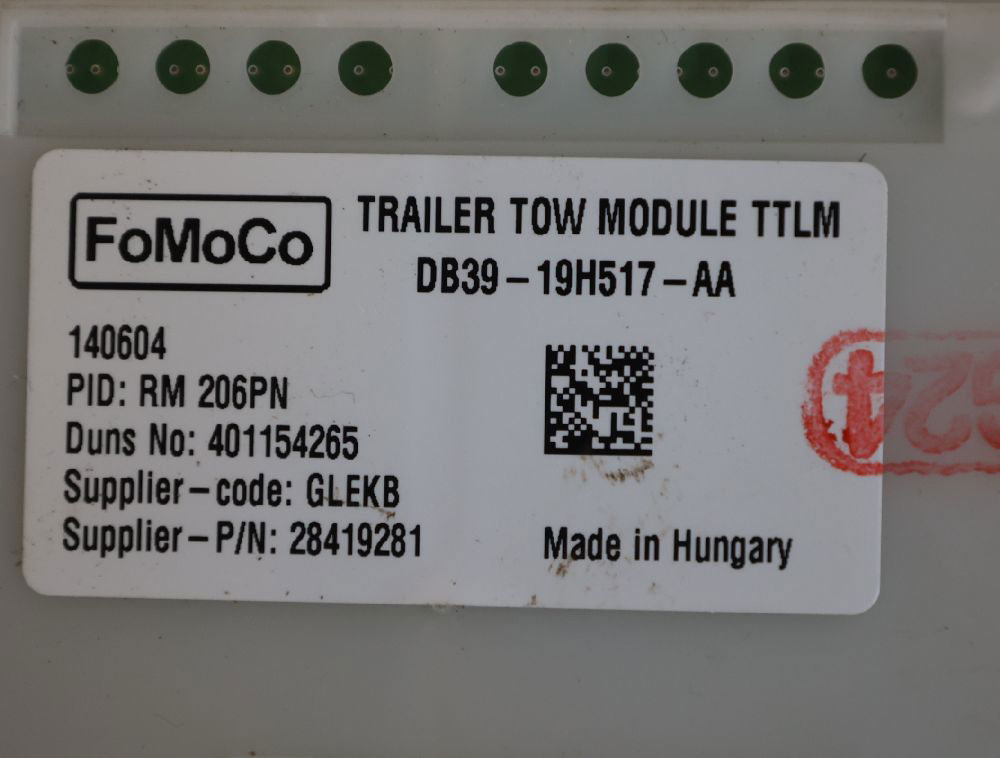 FoMoCo
TRAILER TOW MODULE TTLM
DB39-19H517-AA
140604
PID: RM 206PN
Duns No: 401154265
Supplier-code: GLEKB
Supplier-P/N: 28419281
Made in Hungary